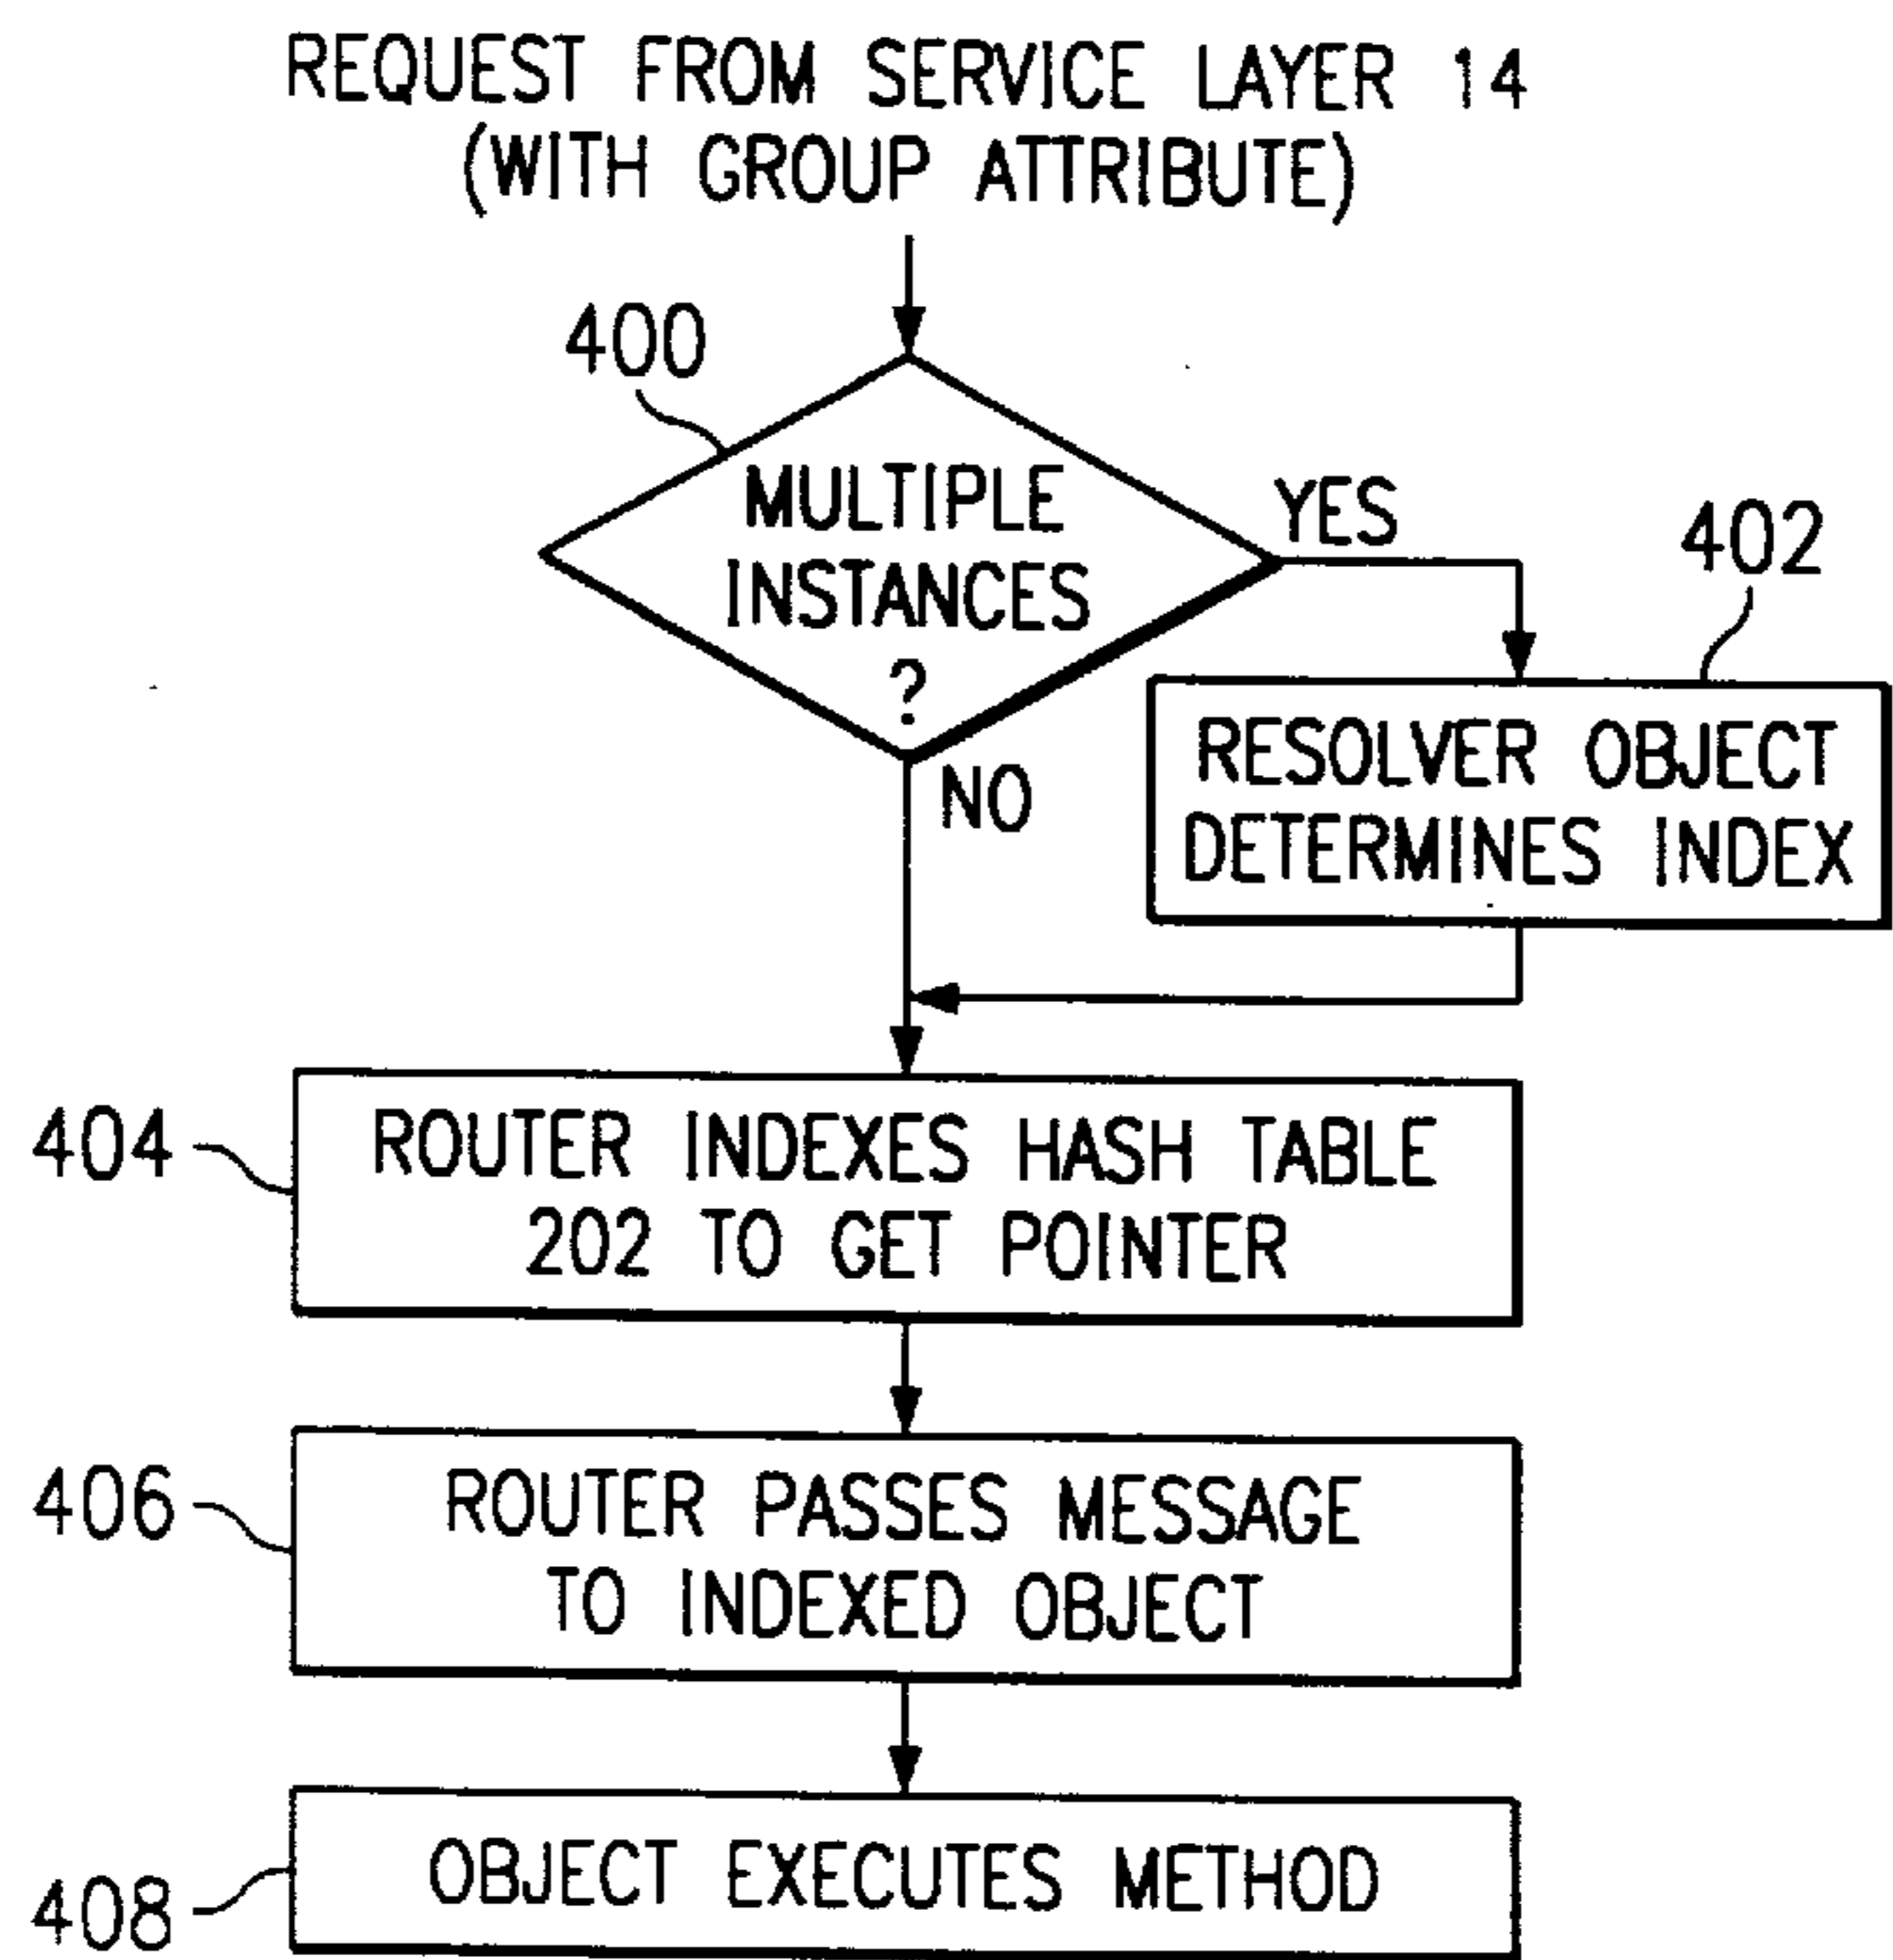 REQUEST FROM SERVICE LAYER 14
(WITH GROUP ATTRIBUTE)
400
MULTIPLE
INSTANCES
?
YES
402
RESOLVER OBJECT
DETERMINES INDEX
NO
404
ROUTER INDEXES HASH TABLE
202 TO GET POINTER
406
ROUTER PASSES MESSAGE
TO INDEXED OBJECT
408
OBJECT EXECUTES METHOD